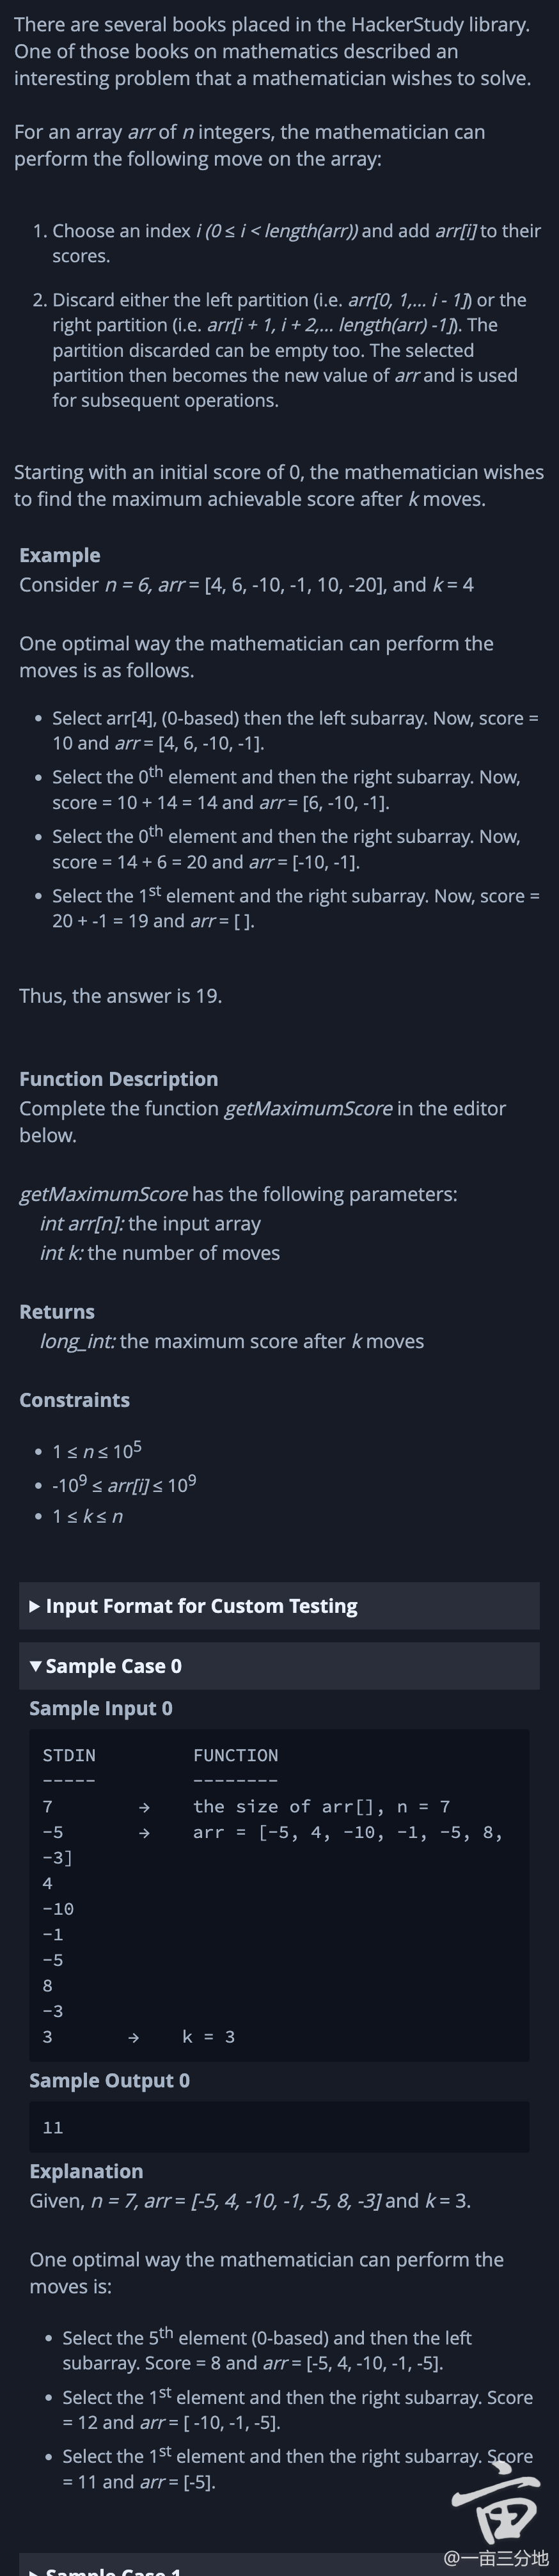 There are several books placed in the HackerStudy library.
One of those books on mathematics described an
interesting problem that a mathematician wishes to solve.
For an array arr of n integers, the mathematician can
perform the following move on the array:
1. Choose an index i (0 ≤ i < length(arr)) and add arr[i] to their
scores.
2. Discard either the left partition (i.e. arr[0, 1,... i - 1]) or the
right partition (i.e. arr[i + 1, i + 2,... length(arr) -1]). The
partition discarded can be empty too. The selected
partition then becomes the new value of arr and is used
for subsequent operations.
Starting with an initial score of 0, the mathematician wishes
to find the maximum achievable score after k moves.
Example
Consider n = 6, arr = [4, 6, -10, -1, 10, -20], and k = 4
One optimal way the mathematician can perform the
moves is as follows.
• Select arr[4], (0-based) then the left subarray. Now, score =
10 and arr = [4, 6, -10, -1].
• Select the 0th element and then the right subarray. Now,
score = 10 + 14 = 14 and arr = [6, -10, -1].
• Select the 0th element and then the right subarray. Now,
score = 14 + 6 = 20 and arr = [-10, -1].
• Select the 1st element and the right subarray. Now, score =
20 + -1 = 19 and arr = [ ].
Thus, the answer is 19.
Function Description
Complete the function getMaximumScore in the editor
below.
getMaximumScore has the following parameters:
int arr[n]: the input array
int k: the number of moves
Returns
long_int: the maximum score after k moves
Constraints
• 1 ≤ n ≤ 10^5
• -10^9 ≤ arr[i] ≤ 10^9
• 1 ≤ k ≤ n
▶ Input Format for Custom Testing
▼ Sample Case 0
Sample Input 0
STDIN FUNCTION
----- --------
7 → the size of arr[], n = 7
-5 → arr = [-5, 4, -10, -1, -5, 8,
-3]
4
-10
-1
-5
8
-3
3 → k = 3
Sample Output 0
11
Explanation
Given, n = 7, arr = [-5, 4, -10, -1, -5, 8, -3] and k = 3.
One optimal way the mathematician can perform the
moves is:
• Select the 5th element (0-based) and then the left
subarray. Score = 8 and arr = [-5, 4, -10, -1, -5].
• Select the 1st element and then the right subarray. Score
= 12 and arr = [ -10, -1, -5].
• Select the 1st element and then the right subarray. Score
= 11 and arr = [-5].
亩
@一亩三分地
▶ Sample Case 1